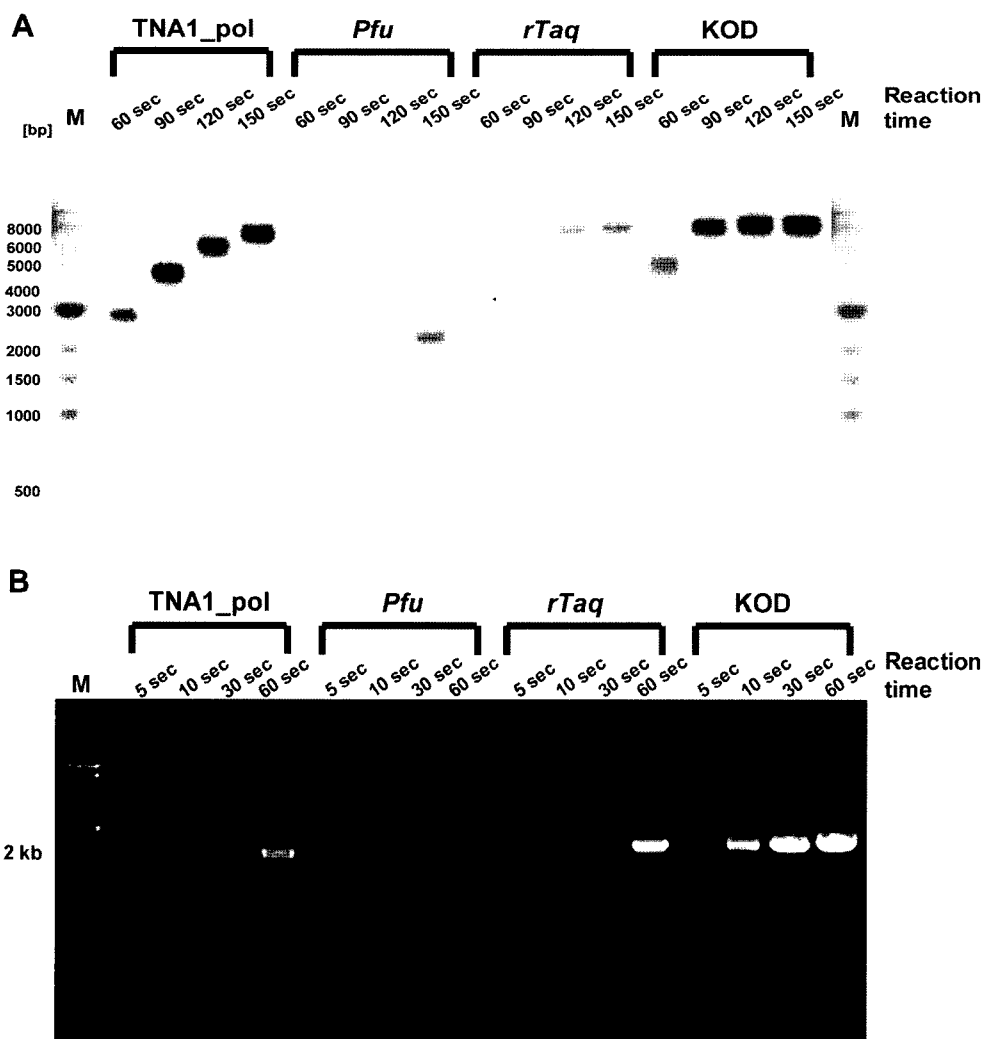 A
TNA1_pol Pfu rTaq KOD
[bp] M 60 sec 90 sec 120 sec 150 sec 60 sec 90 sec 120 sec 150 sec 60 sec 90 sec 120 sec 150 sec 60 sec 90 sec 120 sec 150 sec M Reaction time
8000
6000
5000
4000
3000
2000
1500
1000
500
B
TNA1_pol Pfu rTaq KOD
M 5 sec 10 sec 30 sec 60 sec 5 sec 10 sec 30 sec 60 sec 5 sec 10 sec 30 sec 60 sec 5 sec 10 sec 30 sec 60 sec Reaction time
2 kb